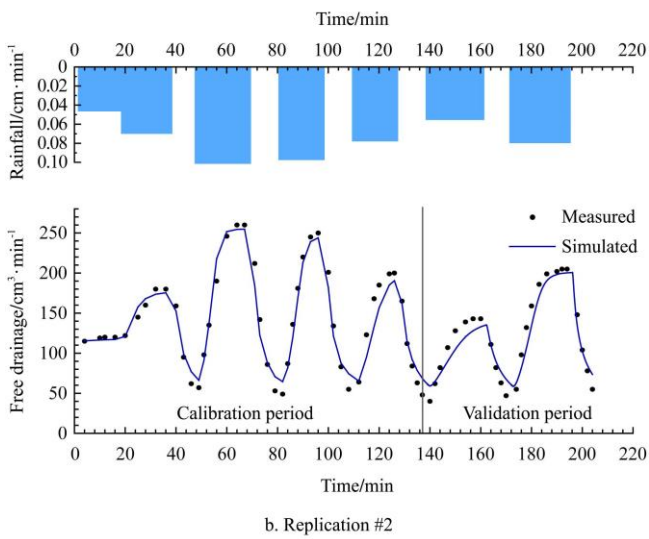 Time/min
0 20 40 60 80 100 120 140 160 180 200 220
Rainfall/cm·min⁻¹
0
0.02
0.04
0.06
0.08
0.10
Free drainage/cm³·min⁻¹
250
200
150
100
50
0
Measured
Simulated
Calibration period
Validation period
0 20 40 60 80 100 120 140 160 180 200 220
Time/min
b. Replication #2